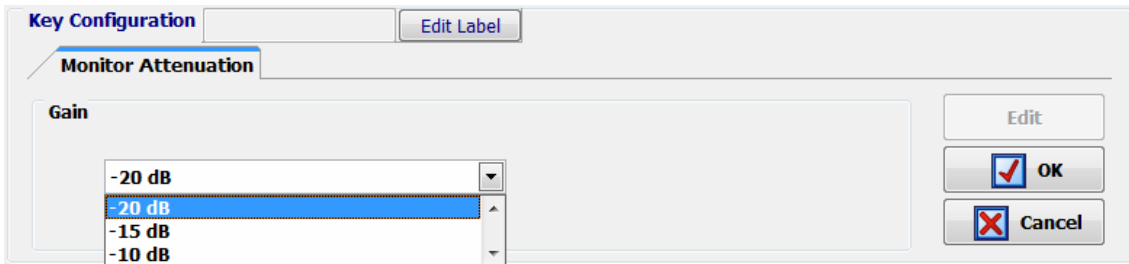 Key Configuration Edit Label
Monitor Attenuation
Gain
Edit
-20 dB
OK
-20 dB
-15 dB
Cancel
-10 dB